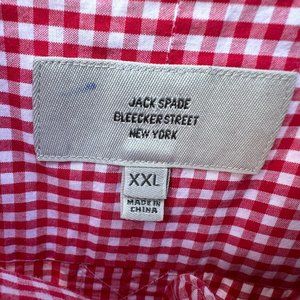 JACK SPADE
BLEECKER STREET
NEW YORK
XXL
MADE IN
CHINA